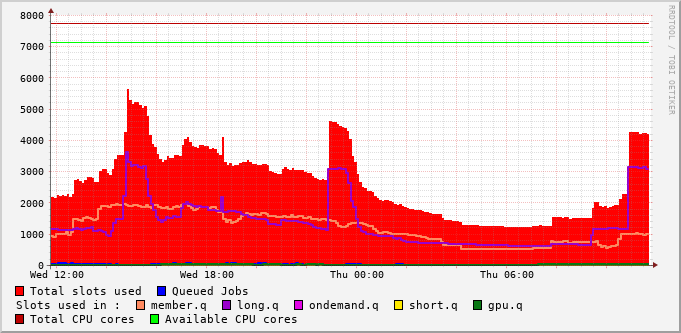 8000
7000
6000
5000
4000
3000
2000
1000
0
Wed 12:00 Wed 18:00 Thu 00:00 Thu 06:00
RRDTOOL / TOBI OETIKER
Total slots used Queued Jobs
Slots used in : member.q long.q ondemand.q short.q gpu.q
Total CPU cores Available CPU cores